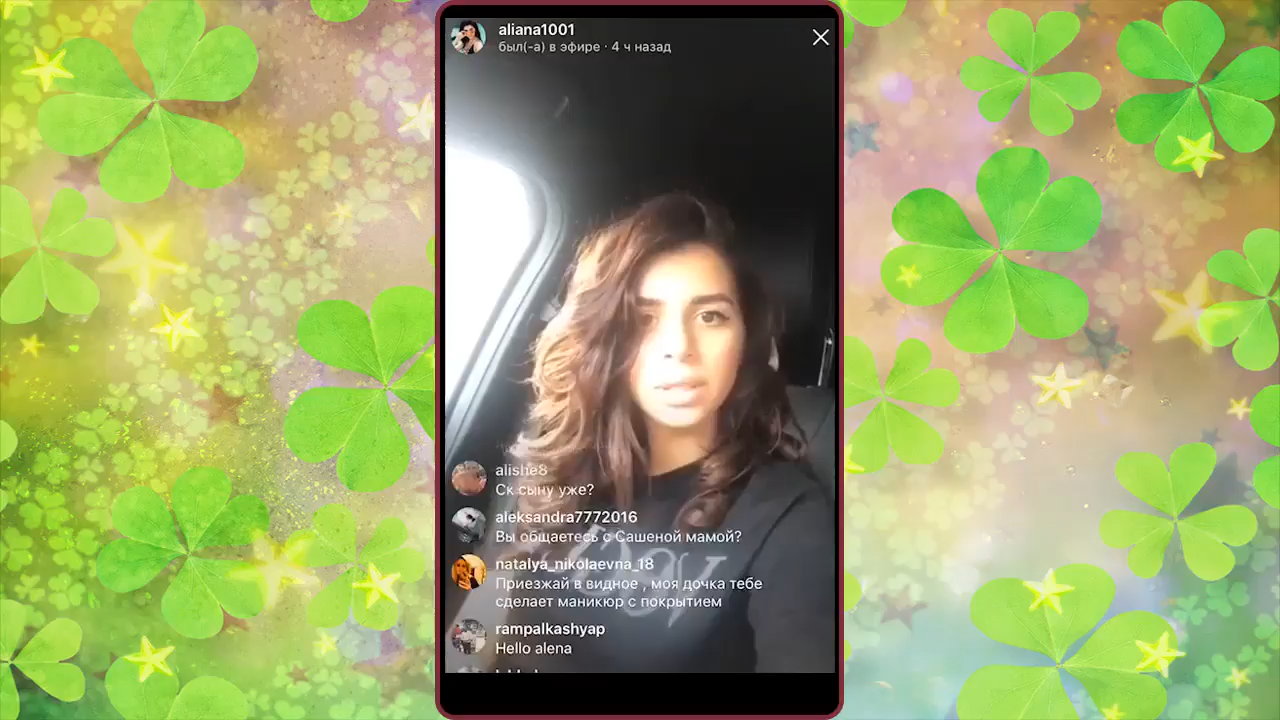 aliana1001
был(-а) в эфире · 4 ч назад
alishe8
Ск сыну уже?
aleksandra7772016
Вы общаетесь с Сашеной мамой?
natalya_nikolaevna_18
Приезжай в видное , моя дочка тебе
сделает маникюр с покрытием
rampalkashyap
Hello alena